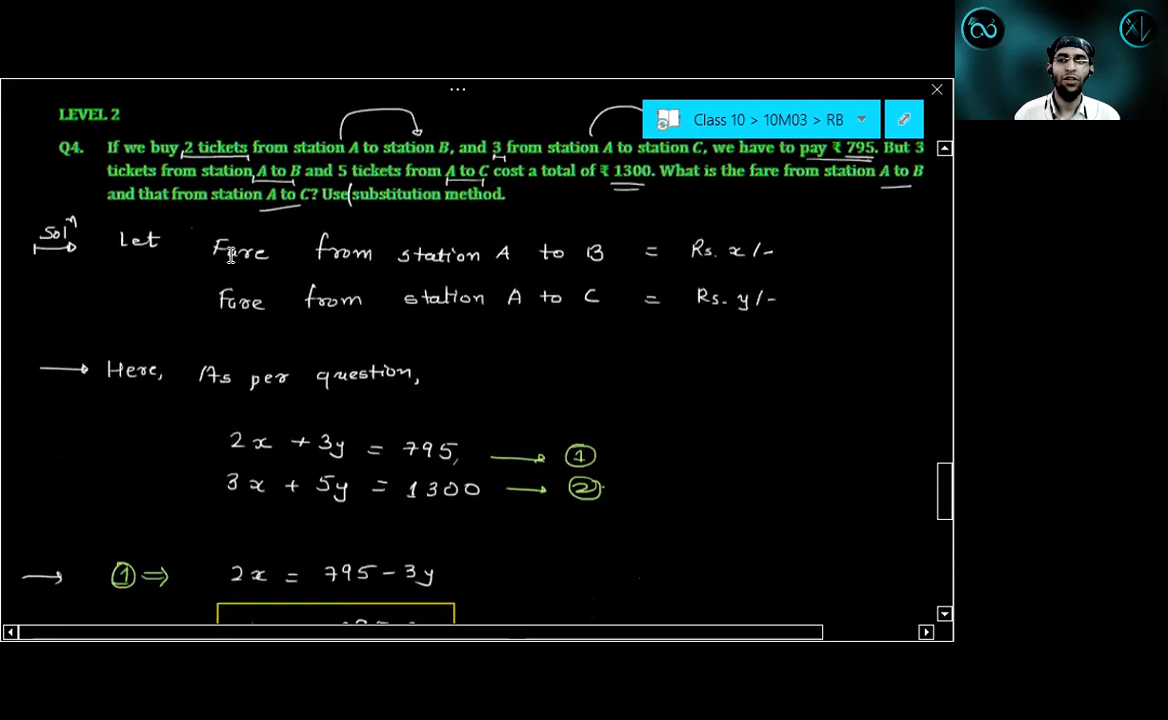 LEVEL 2
Class 10 > 10M03 > RB
Q4. If we buy 2 tickets from station A to station B, and 3 from station A to station C, we have to pay ₹ 795. But 3
tickets from station A to B and 5 tickets from A to C cost a total of ₹ 1300. What is the fare from station A to B
and that from station A to C? Use substitution method.
Solⁿ Let Fare from station A to B = Rs. x/-
Fare from station A to C = Rs. y/-
Here, As per question,
2x + 3y = 795, → ①
3x + 5y = 1300 → ②
→ ① ⇒ 2x = 795 - 3y